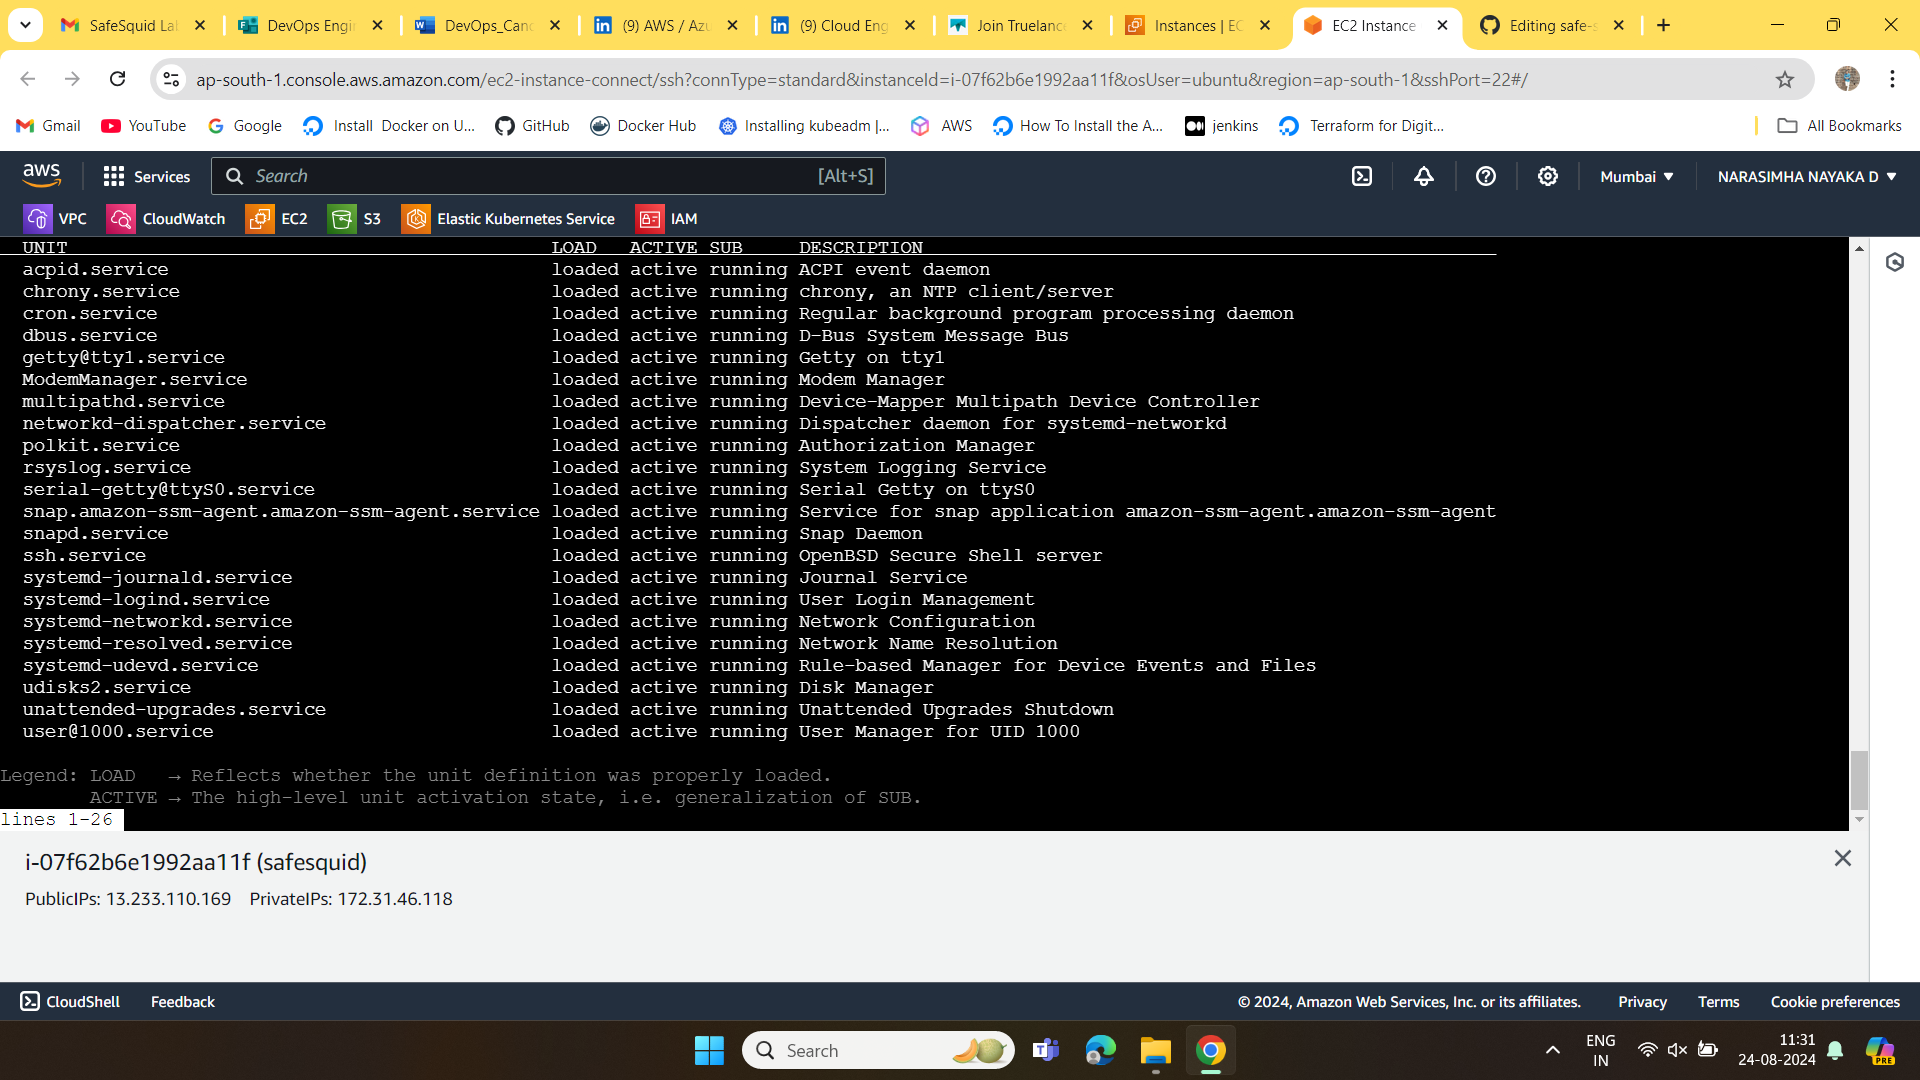 SafeSquid La
DevOps Engi
DevOps_Canc
(9) AWS / Azu
(9) Cloud Eng
Join Truelanc
Instances | EC
EC2 Instance
Editing safe-s
ap-south-1.console.aws.amazon.com/ec2-instance-connect/ssh?connType=standard&instanceId=i-07f62b6e1992aa11f&osUser=ubuntu&region=ap-south-1&sshPort=22#/
Gmail YouTube Google Install Docker on U... GitHub Docker Hub Installing kubeadm |... AWS How To Install the A... jenkins Terraform for Digit... All Bookmarks
aws Services Search [Alt+S] Mumbai NARASIMHA NAYAKA D
VPC CloudWatch EC2 S3 Elastic Kubernetes Service IAM
UNIT LOAD ACTIVE SUB DESCRIPTION
acpid.service loaded active running ACPI event daemon
chrony.service loaded active running chrony, an NTP client/server
cron.service loaded active running Regular background program processing daemon
dbus.service loaded active running D-Bus System Message Bus
getty@tty1.service loaded active running Getty on tty1
ModemManager.service loaded active running Modem Manager
multipathd.service loaded active running Device-Mapper Multipath Device Controller
networkd-dispatcher.service loaded active running Dispatcher daemon for systemd-networkd
polkit.service loaded active running Authorization Manager
rsyslog.service loaded active running System Logging Service
serial-getty@ttyS0.service loaded active running Serial Getty on ttyS0
snap.amazon-ssm-agent.amazon-ssm-agent.service loaded active running Service for snap application amazon-ssm-agent.amazon-ssm-agent
snapd.service loaded active running Snap Daemon
ssh.service loaded active running OpenBSD Secure Shell server
systemd-journald.service loaded active running Journal Service
systemd-logind.service loaded active running User Login Management
systemd-networkd.service loaded active running Network Configuration
systemd-resolved.service loaded active running Network Name Resolution
systemd-udevd.service loaded active running Rule-based Manager for Device Events and Files
udisks2.service loaded active running Disk Manager
unattended-upgrades.service loaded active running Unattended Upgrades Shutdown
user@1000.service loaded active running User Manager for UID 1000
Legend: LOAD → Reflects whether the unit definition was properly loaded.
ACTIVE → The high-level unit activation state, i.e. generalization of SUB.
lines 1-26
i-07f62b6e1992aa11f (safesquid)
PublicIPs: 13.233.110.169 PrivateIPs: 172.31.46.118
CloudShell Feedback © 2024, Amazon Web Services, Inc. or its affiliates. Privacy Terms Cookie preferences
Search
ENG
IN
11:31
24-08-2024
PRE